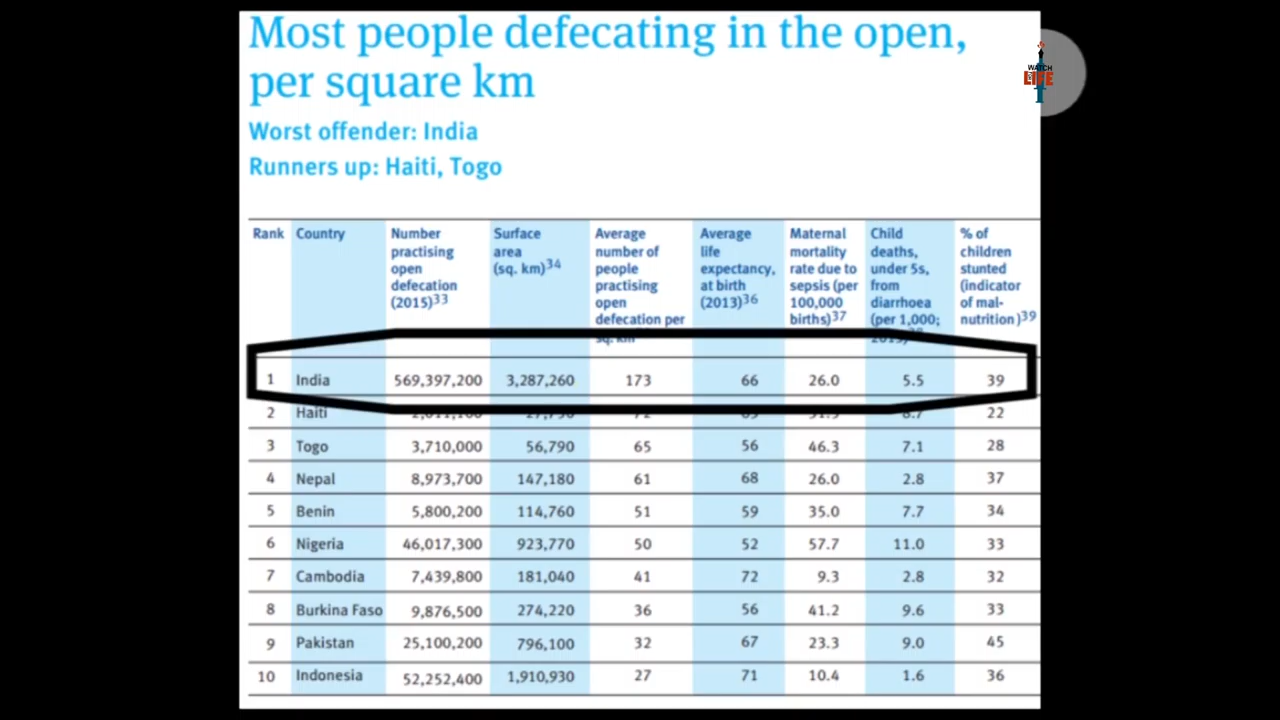 Most people defecating in the open,
per square km
Worst offender: India
Runners up: Haiti, Togo
WATCH
LIFE
Rank Country Number practising open defecation (2015)33 Surface area (sq. km)34 Average number of people practising open defecation per sq. km Average life expectancy, at birth (2013)36 Maternal mortality rate due to sepsis (per 100,000 births)37 Child deaths, under 5s, from diarrhoea (per 1,000; % of children stunted (indicator of mal-nutrition)39
1 India 569,397,200 3,287,260 173 66 26.0 5.5 39
2 Haiti 22
3 Togo 3,710,000 56,790 65 56 46.3 7.1 28
4 Nepal 8,973,700 147,180 61 68 26.0 2.8 37
5 Benin 5,800,200 114,760 51 59 35.0 7.7 34
6 Nigeria 46,017,300 923,770 50 52 57.7 11.0 33
7 Cambodia 7,439,800 181,040 41 72 9.3 2.8 32
8 Burkina Faso 9,876,500 274,220 36 56 41.2 9.6 33
9 Pakistan 25,100,200 796,100 32 67 23.3 9.0 45
10 Indonesia 52,252,400 1,910,930 27 71 10.4 1.6 36